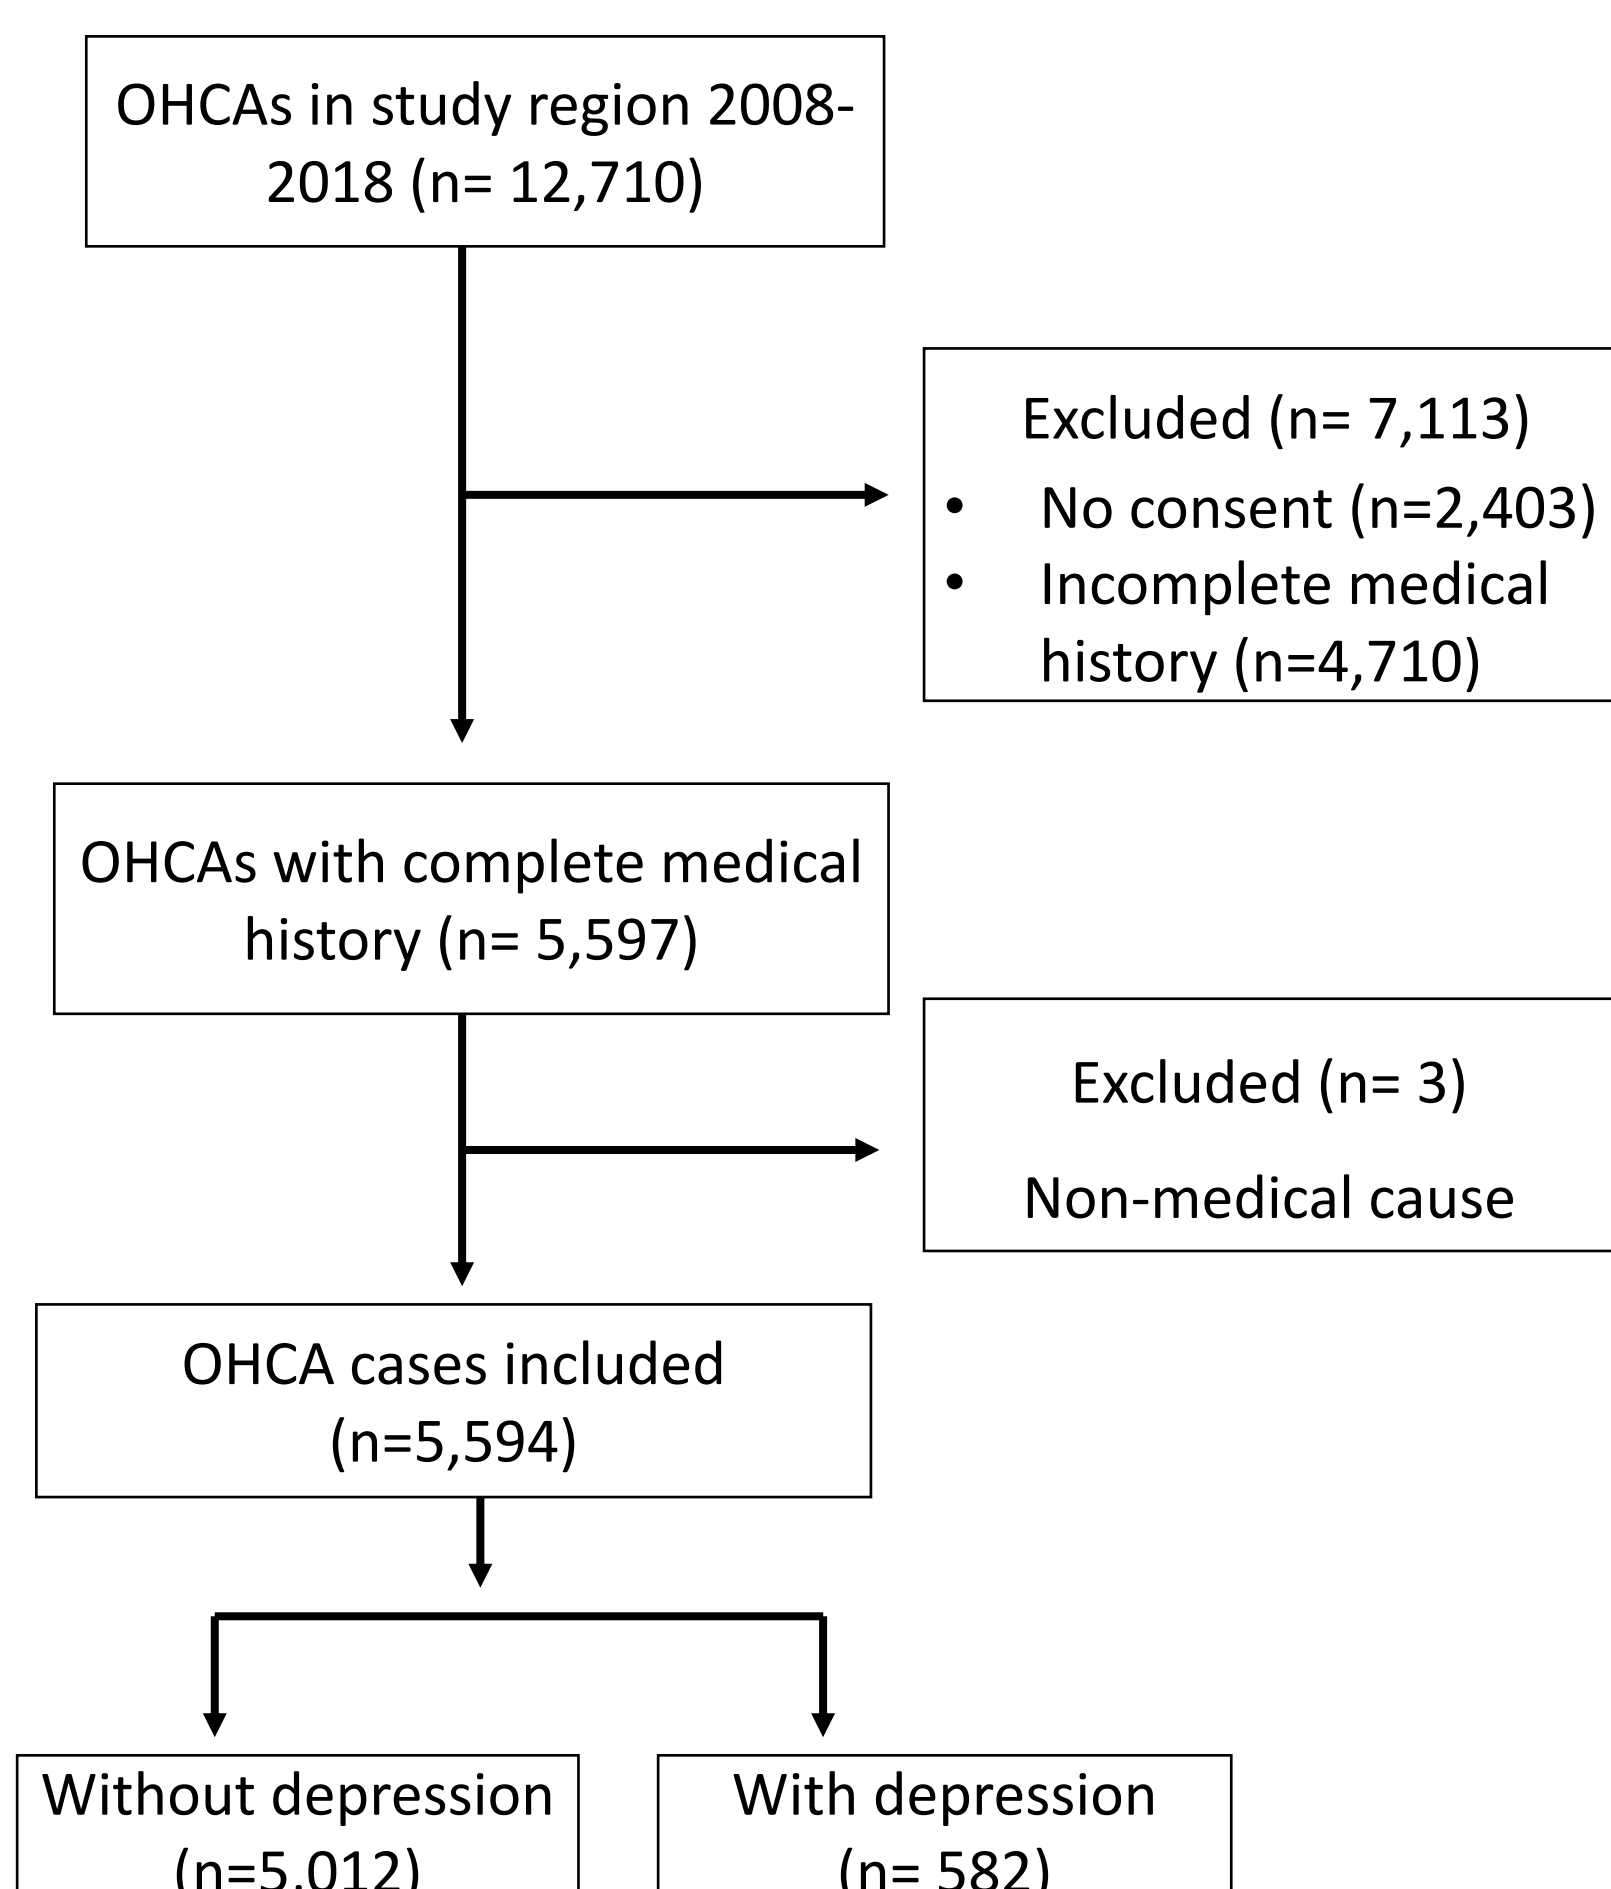 OHCAs in study region 2008-
2018 (n= 12,710)
Excluded (n= 7,113)
• No consent (n=2,403)
• Incomplete medical
history (n=4,710)
OHCAs with complete medical
history (n= 5,597)
Excluded (n= 3)
Non-medical cause
OHCA cases included
(n=5,594)
Without depression
(n=5,012)
With depression
(n= 582)